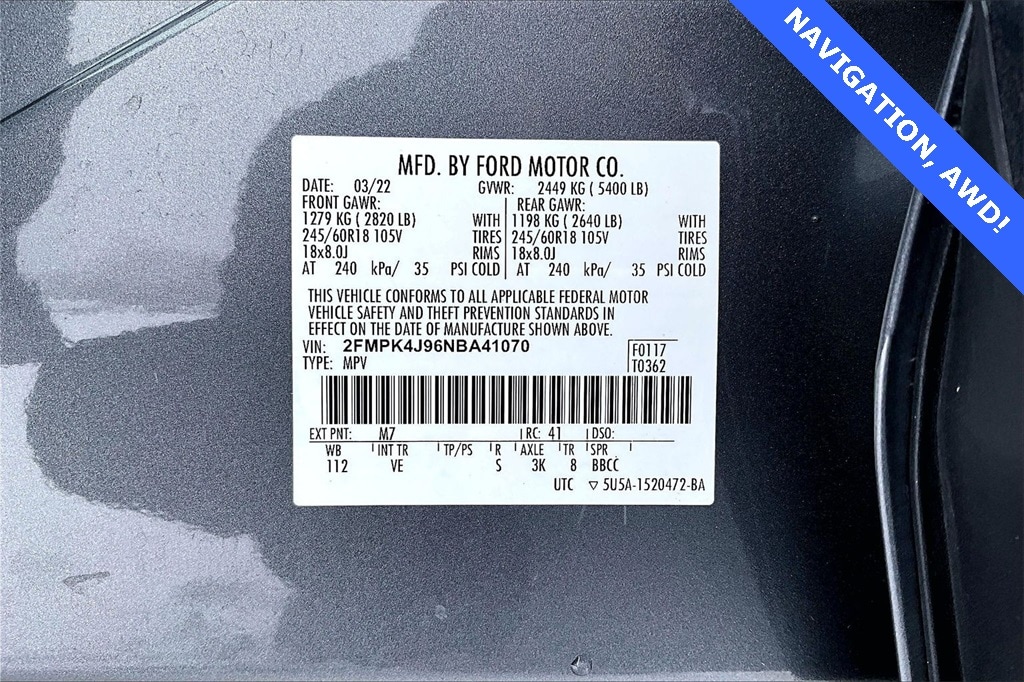 NAVIGATION, AWD!
MFD. BY FORD MOTOR CO.
DATE: 03/22 GVWR: 2449 KG ( 5400 LB)
FRONT GAWR: REAR GAWR:
1279 KG ( 2820 LB) WITH 1198 KG ( 2640 LB) WITH
245/60R18 105V TIRES 245/60R18 105V TIRES
18x8.0J RIMS 18x8.0J RIMS
AT 240 kPa/ 35 PSI COLD AT 240 kPa/ 35 PSI COLD
THIS VEHICLE CONFORMS TO ALL APPLICABLE FEDERAL MOTOR
VEHICLE SAFETY AND THEFT PREVENTION STANDARDS IN
EFFECT ON THE DATE OF MANUFACTURE SHOWN ABOVE.
VIN: 2FMPK4J96NBA41070 F0117
TYPE: MPV T0362
EXT PNT: M7 RC: 41 DSO:
WB INT TR TP/PS R AXLE TR SPR
112 VE S 3K 8 BBCC
UTC ▽ 5U5A-1520472-BA